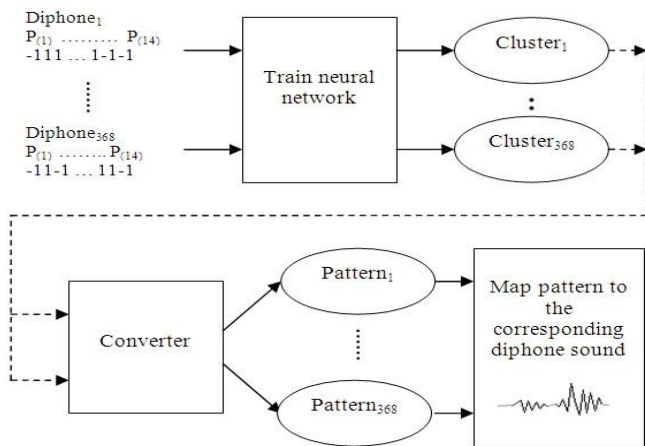 Diphone₁
P₍₁₎ ……… P₍₁₄₎
-111 … 1-1-1
Diphone₃₆₈
P₍₁₎ …….. P₍₁₄₎
-11-1 … 11-1
Train neural
network
Cluster₁
Cluster₃₆₈
Converter
Pattern₁
Pattern₃₆₈
Map pattern to
the
corresponding
diphone sound